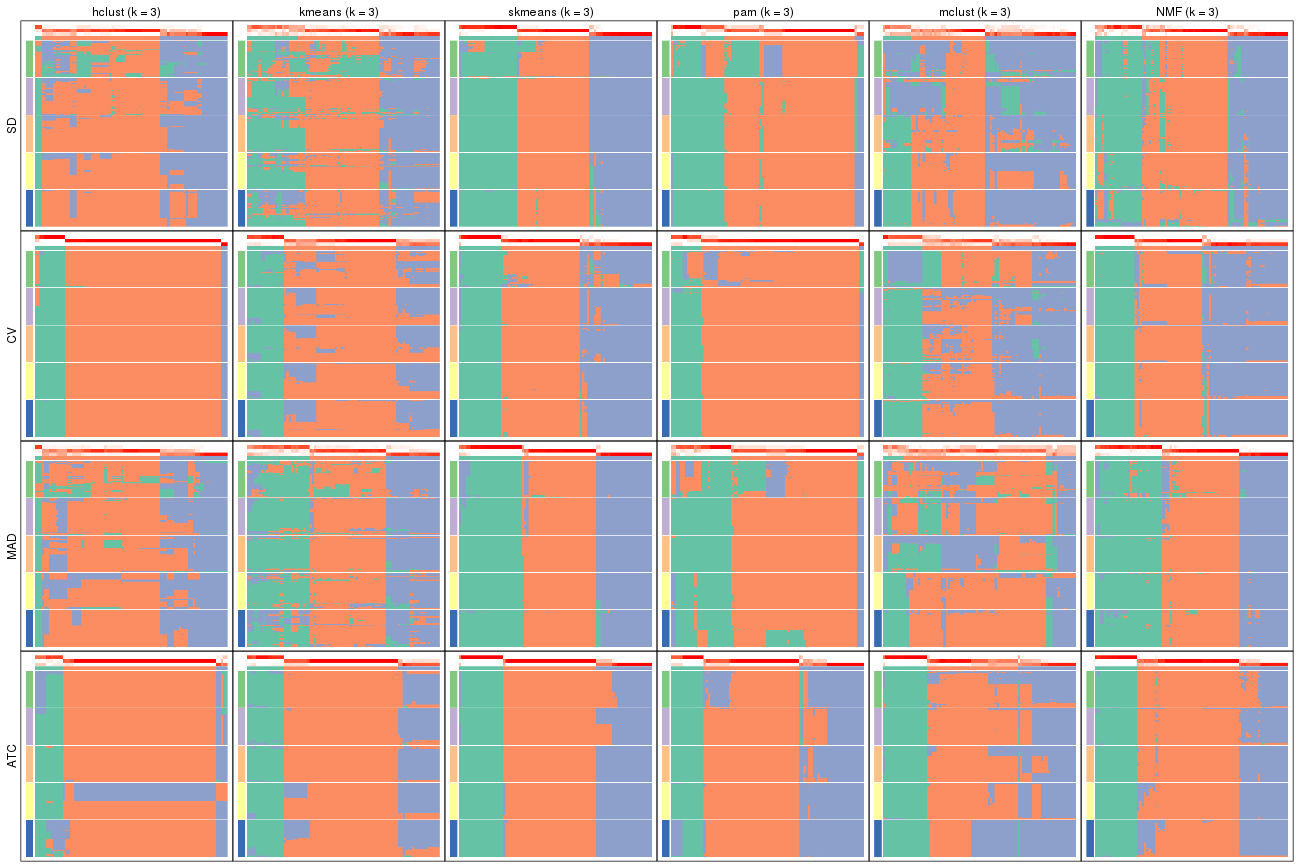 hclust (k = 3) kmeans (k = 3) skmeans (k = 3) pam (k = 3) mclust (k = 3) NMF (k = 3)
SD
CV
MAD
ATC